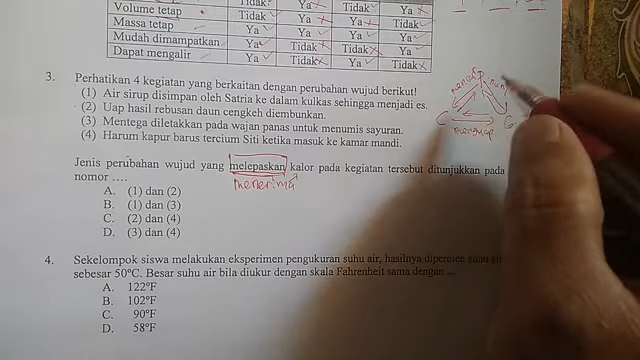 Tidak Ya Tidak Ya
Volume tetap Tidak Ya Ya Tidak
Massa tetap Ya Ya Ya Ya
Mudah dimampatkan Ya Tidak Tidak Ya
Dapat mengalir Ya Tidak Ya Tidak
3. Perhatikan 4 kegiatan yang berkaitan dengan perubahan wujud berikut!
(1) Air sirup disimpan oleh Satria ke dalam kulkas sehingga menjadi es.
(2) Uap hasil rebusan daun cengkeh diembunkan.
(3) Mentega diletakkan pada wajan panas untuk menumis sayuran.
(4) Harum kapur barus tercium Siti ketika masuk ke kamar mandi.
P
C G
menguap
Jenis perubahan wujud yang melepaskan kalor pada kegiatan tersebut ditunjukkan pada
menerima
nomor ....
A. (1) dan (2)
B. (1) dan (3)
C. (2) dan (4)
D. (3) dan (4)
4. Sekelompok siswa melakukan eksperimen pengukuran suhu air, hasilnya diperoleh
sebesar 50°C. Besar suhu air bila diukur dengan skala Fahrenheit sama dengan ...
A. 122°F
B. 102°F
C. 90°F
D. 58°F